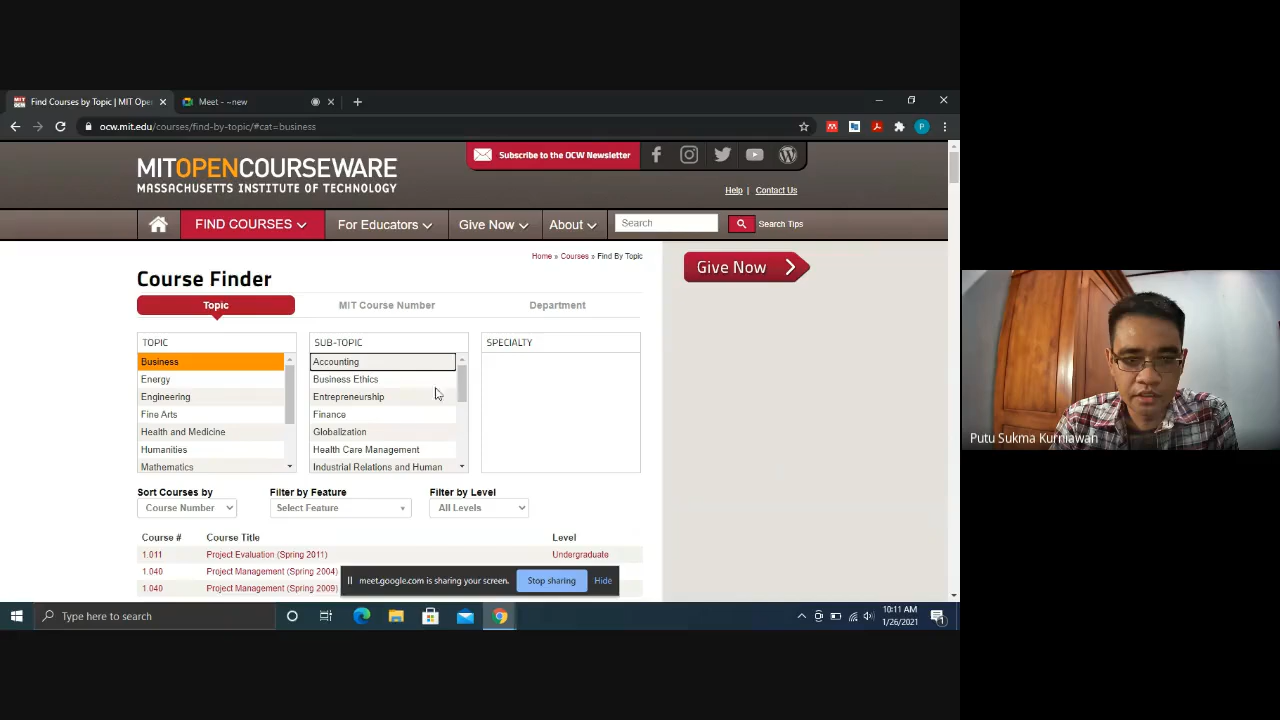 Find Courses by Topic | MIT Ope
Meet - ~new
ocw.mit.edu/courses/find-by-topic/#cat=business
MITOPENCOURSEWARE
MASSACHUSETTS INSTITUTE OF TECHNOLOGY
Subscribe to the OCW Newsletter
Help | Contact Us
FIND COURSES
For Educators
Give Now
About
Search
Search Tips
Home » Courses » Find By Topic
Give Now
Course Finder
Topic
MIT Course Number
Department
TOPIC
SUB-TOPIC
SPECIALTY
Business
Energy
Engineering
Fine Arts
Health and Medicine
Humanities
Mathematics
Accounting
Business Ethics
Entrepreneurship
Finance
Globalization
Health Care Management
Industrial Relations and Human
Sort Courses by
Course Number
Filter by Feature
Select Feature
Filter by Level
All Levels
Course # Course Title Level
1.011 Project Evaluation (Spring 2011) Undergraduate
1.040 Project Management (Spring 2004)
1.040 Project Management (Spring 2009)
meet.google.com is sharing your screen.
Stop sharing
Hide
Type here to search
10:11 AM
1/26/2021
1
Putu Sukma Kurniawan